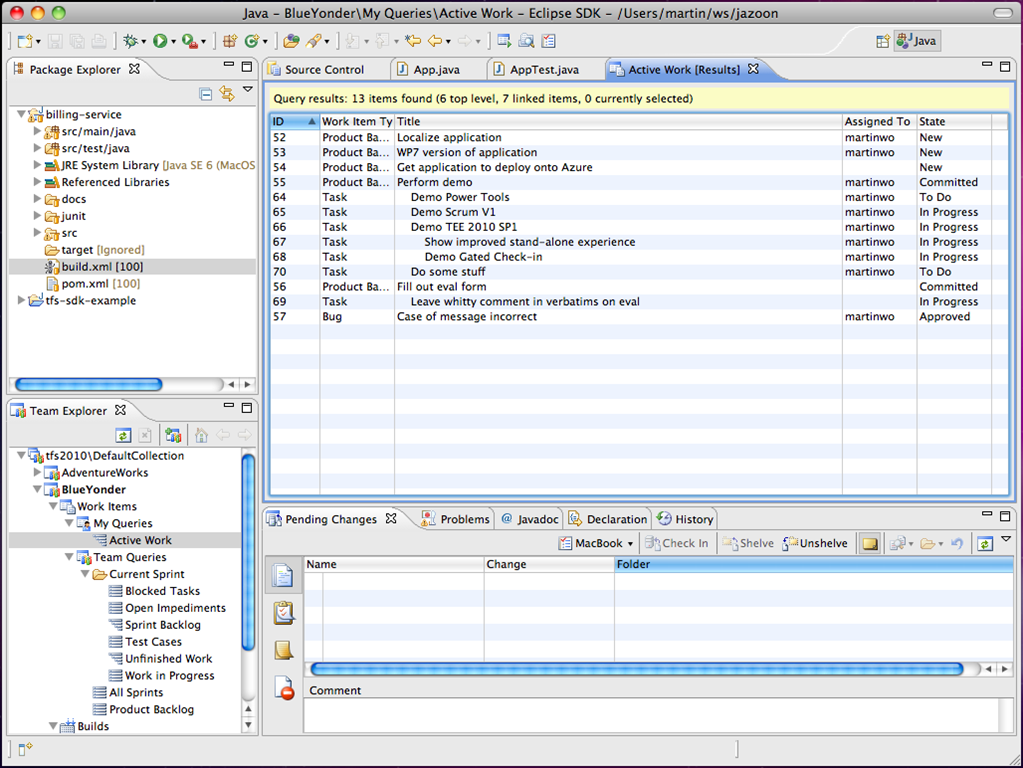 Java – BlueYonder\My Queries\Active Work – Eclipse SDK – /Users/martin/ws/jazoon
Java
Package Explorer
billing-service
src/main/java
src/test/java
JRE System Library [Java SE 6 (MacOS
Referenced Libraries
docs
junit
src
target [Ignored]
build.xml [100]
pom.xml [100]
tfs-sdk-example
Team Explorer
tfs2010\DefaultCollection
AdventureWorks
BlueYonder
Work Items
My Queries
Active Work
Team Queries
Current Sprint
Blocked Tasks
Open Impediments
Sprint Backlog
Test Cases
Unfinished Work
Work in Progress
All Sprints
Product Backlog
Builds
Source Control App.java AppTest.java Active Work [Results]
Query results: 13 items found (6 top level, 7 linked items, 0 currently selected)
ID Work Item Ty Title Assigned To State
52 Product Ba... Localize application martinwo New
53 Product Ba... WP7 version of application martinwo New
54 Product Ba... Get application to deploy onto Azure New
55 Product Ba... Perform demo martinwo Committed
64 Task Demo Power Tools martinwo To Do
65 Task Demo Scrum V1 martinwo In Progress
66 Task Demo TEE 2010 SP1 martinwo In Progress
67 Task Show improved stand-alone experience martinwo In Progress
68 Task Demo Gated Check-in martinwo In Progress
70 Task Do some stuff martinwo To Do
56 Product Ba... Fill out eval form Committed
69 Task Leave whitty comment in verbatims on eval In Progress
57 Bug Case of message incorrect martinwo Approved
Pending Changes Problems @ Javadoc Declaration History
MacBook Check In Shelve Unshelve
Name Change Folder
Comment